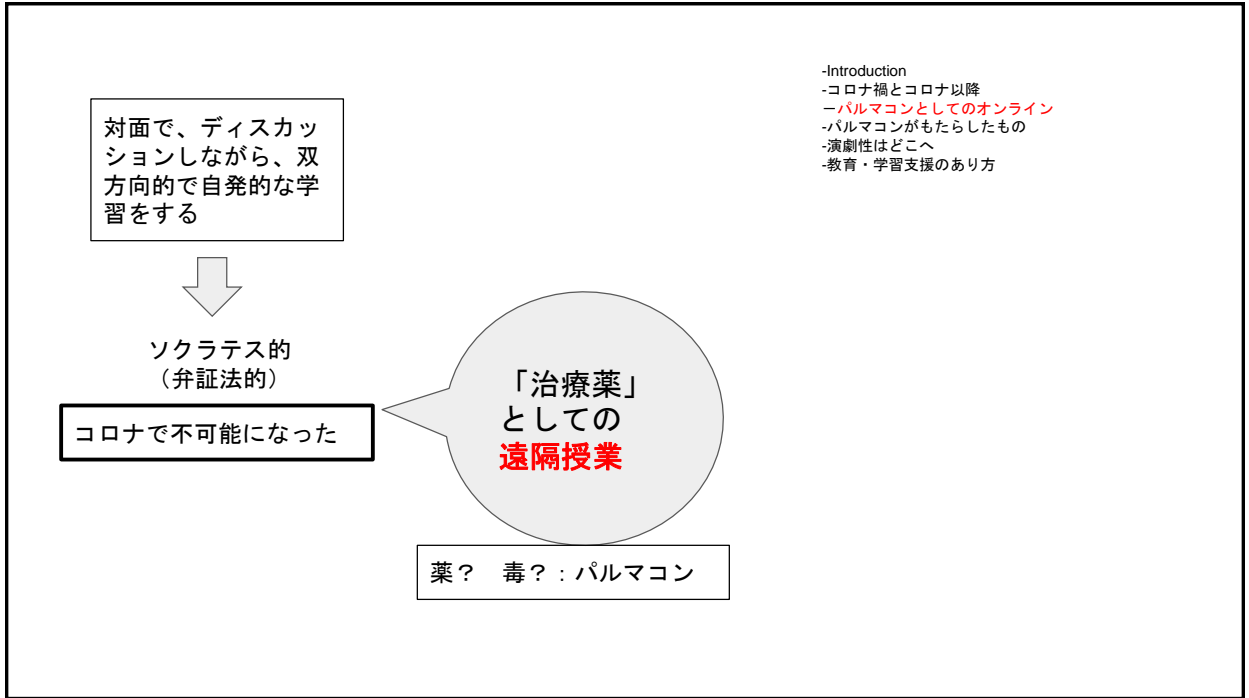 -Introduction
-コロナ禍とコロナ以降
－パルマコンとしてのオンライン
-パルマコンがもたらしたもの
-演劇性はどこへ
-教育・学習支援のあり方
対面で、ディスカッ
ションしながら、双
方向的で自発的な学
習をする
ソクラテス的
（弁証法的）
コロナで不可能になった
「治療薬」
としての
遠隔授業
薬？　毒？：パルマコン